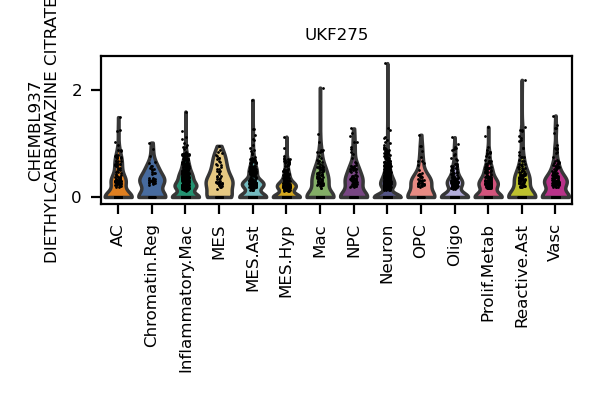 UKF275
CHEMBL937
DIETHYLCARBAMAZINE CITRATE
2
0
AC
Chromatin.Reg
Inflammatory.Mac
MES
MES.Ast
MES.Hyp
Mac
NPC
Neuron
OPC
Oligo
Prolif.Metab
Reactive.Ast
Vasc